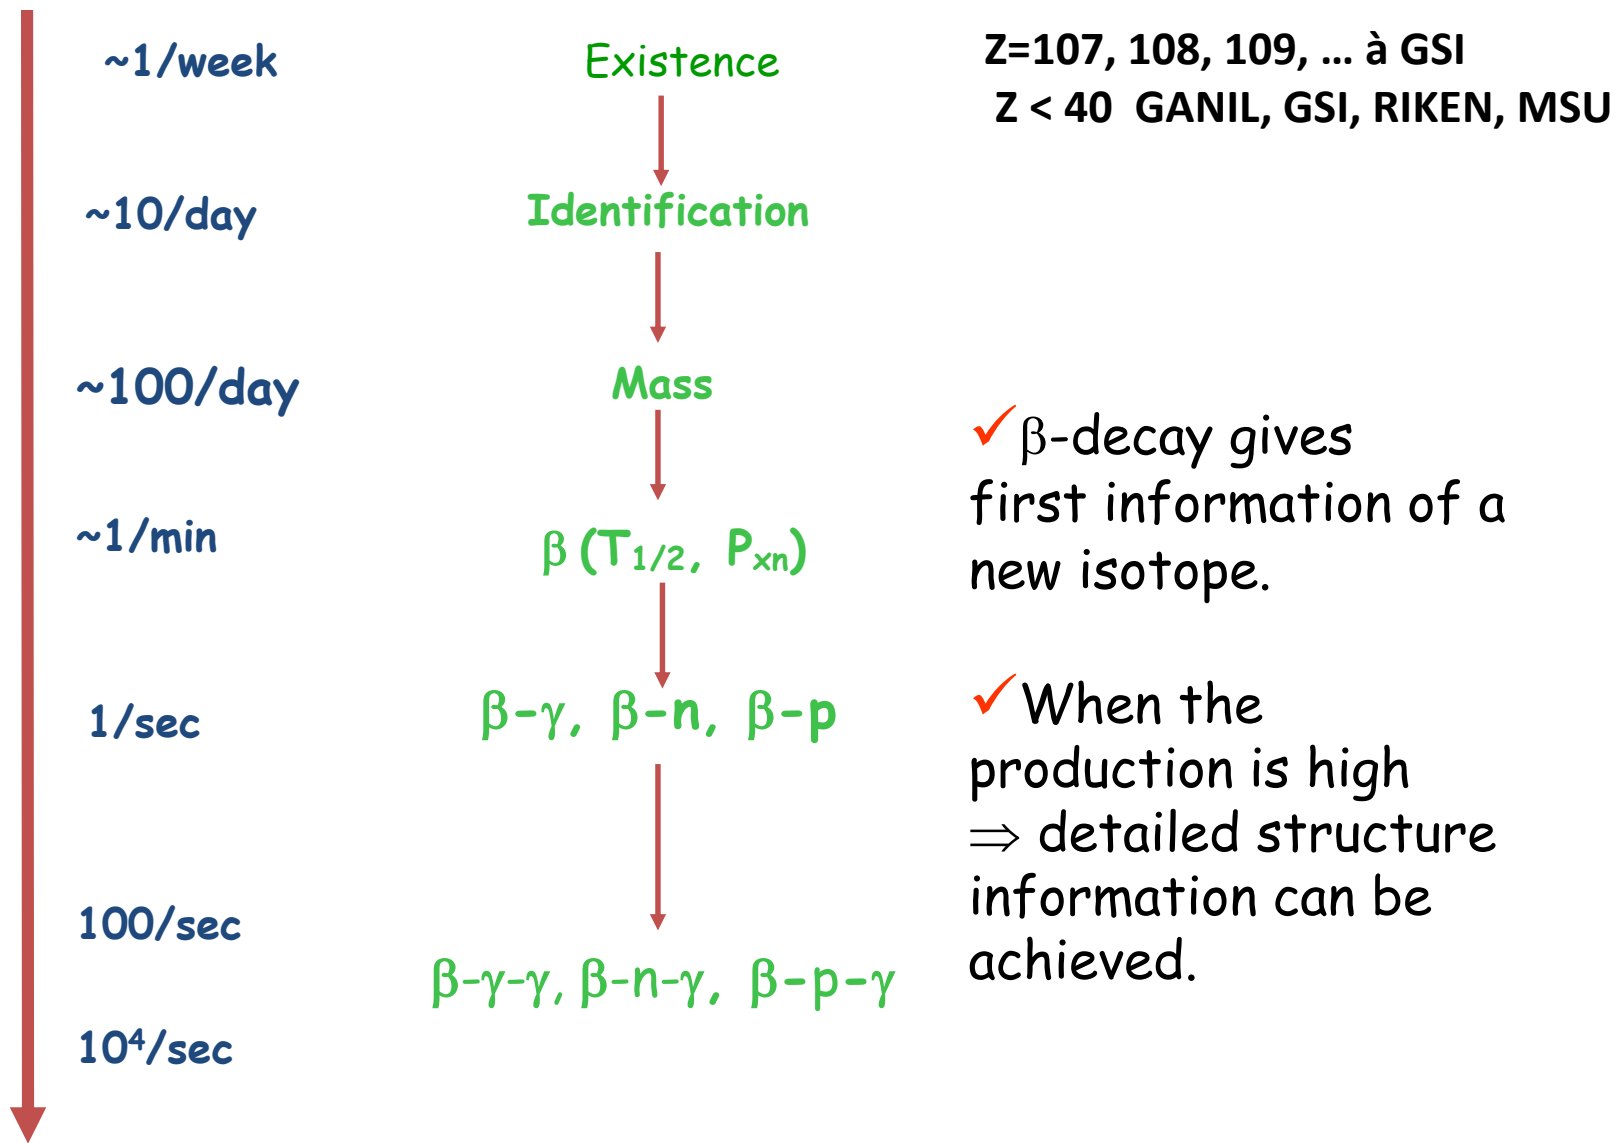 ~1/week
Existence
Z=107, 108, 109, … à GSI
Z < 40 GANIL, GSI, RIKEN, MSU
~10/day
Identification
~100/day
Mass
~1/min
β (T₁/₂, Pₓₙ)
1/sec
β-γ, β-n, β-p
100/sec
β-γ-γ, β-n-γ, β-p-γ
10⁴/sec
✓β-decay gives
first information of a
new isotope.
✓When the
production is high
⇒ detailed structure
information can be
achieved.